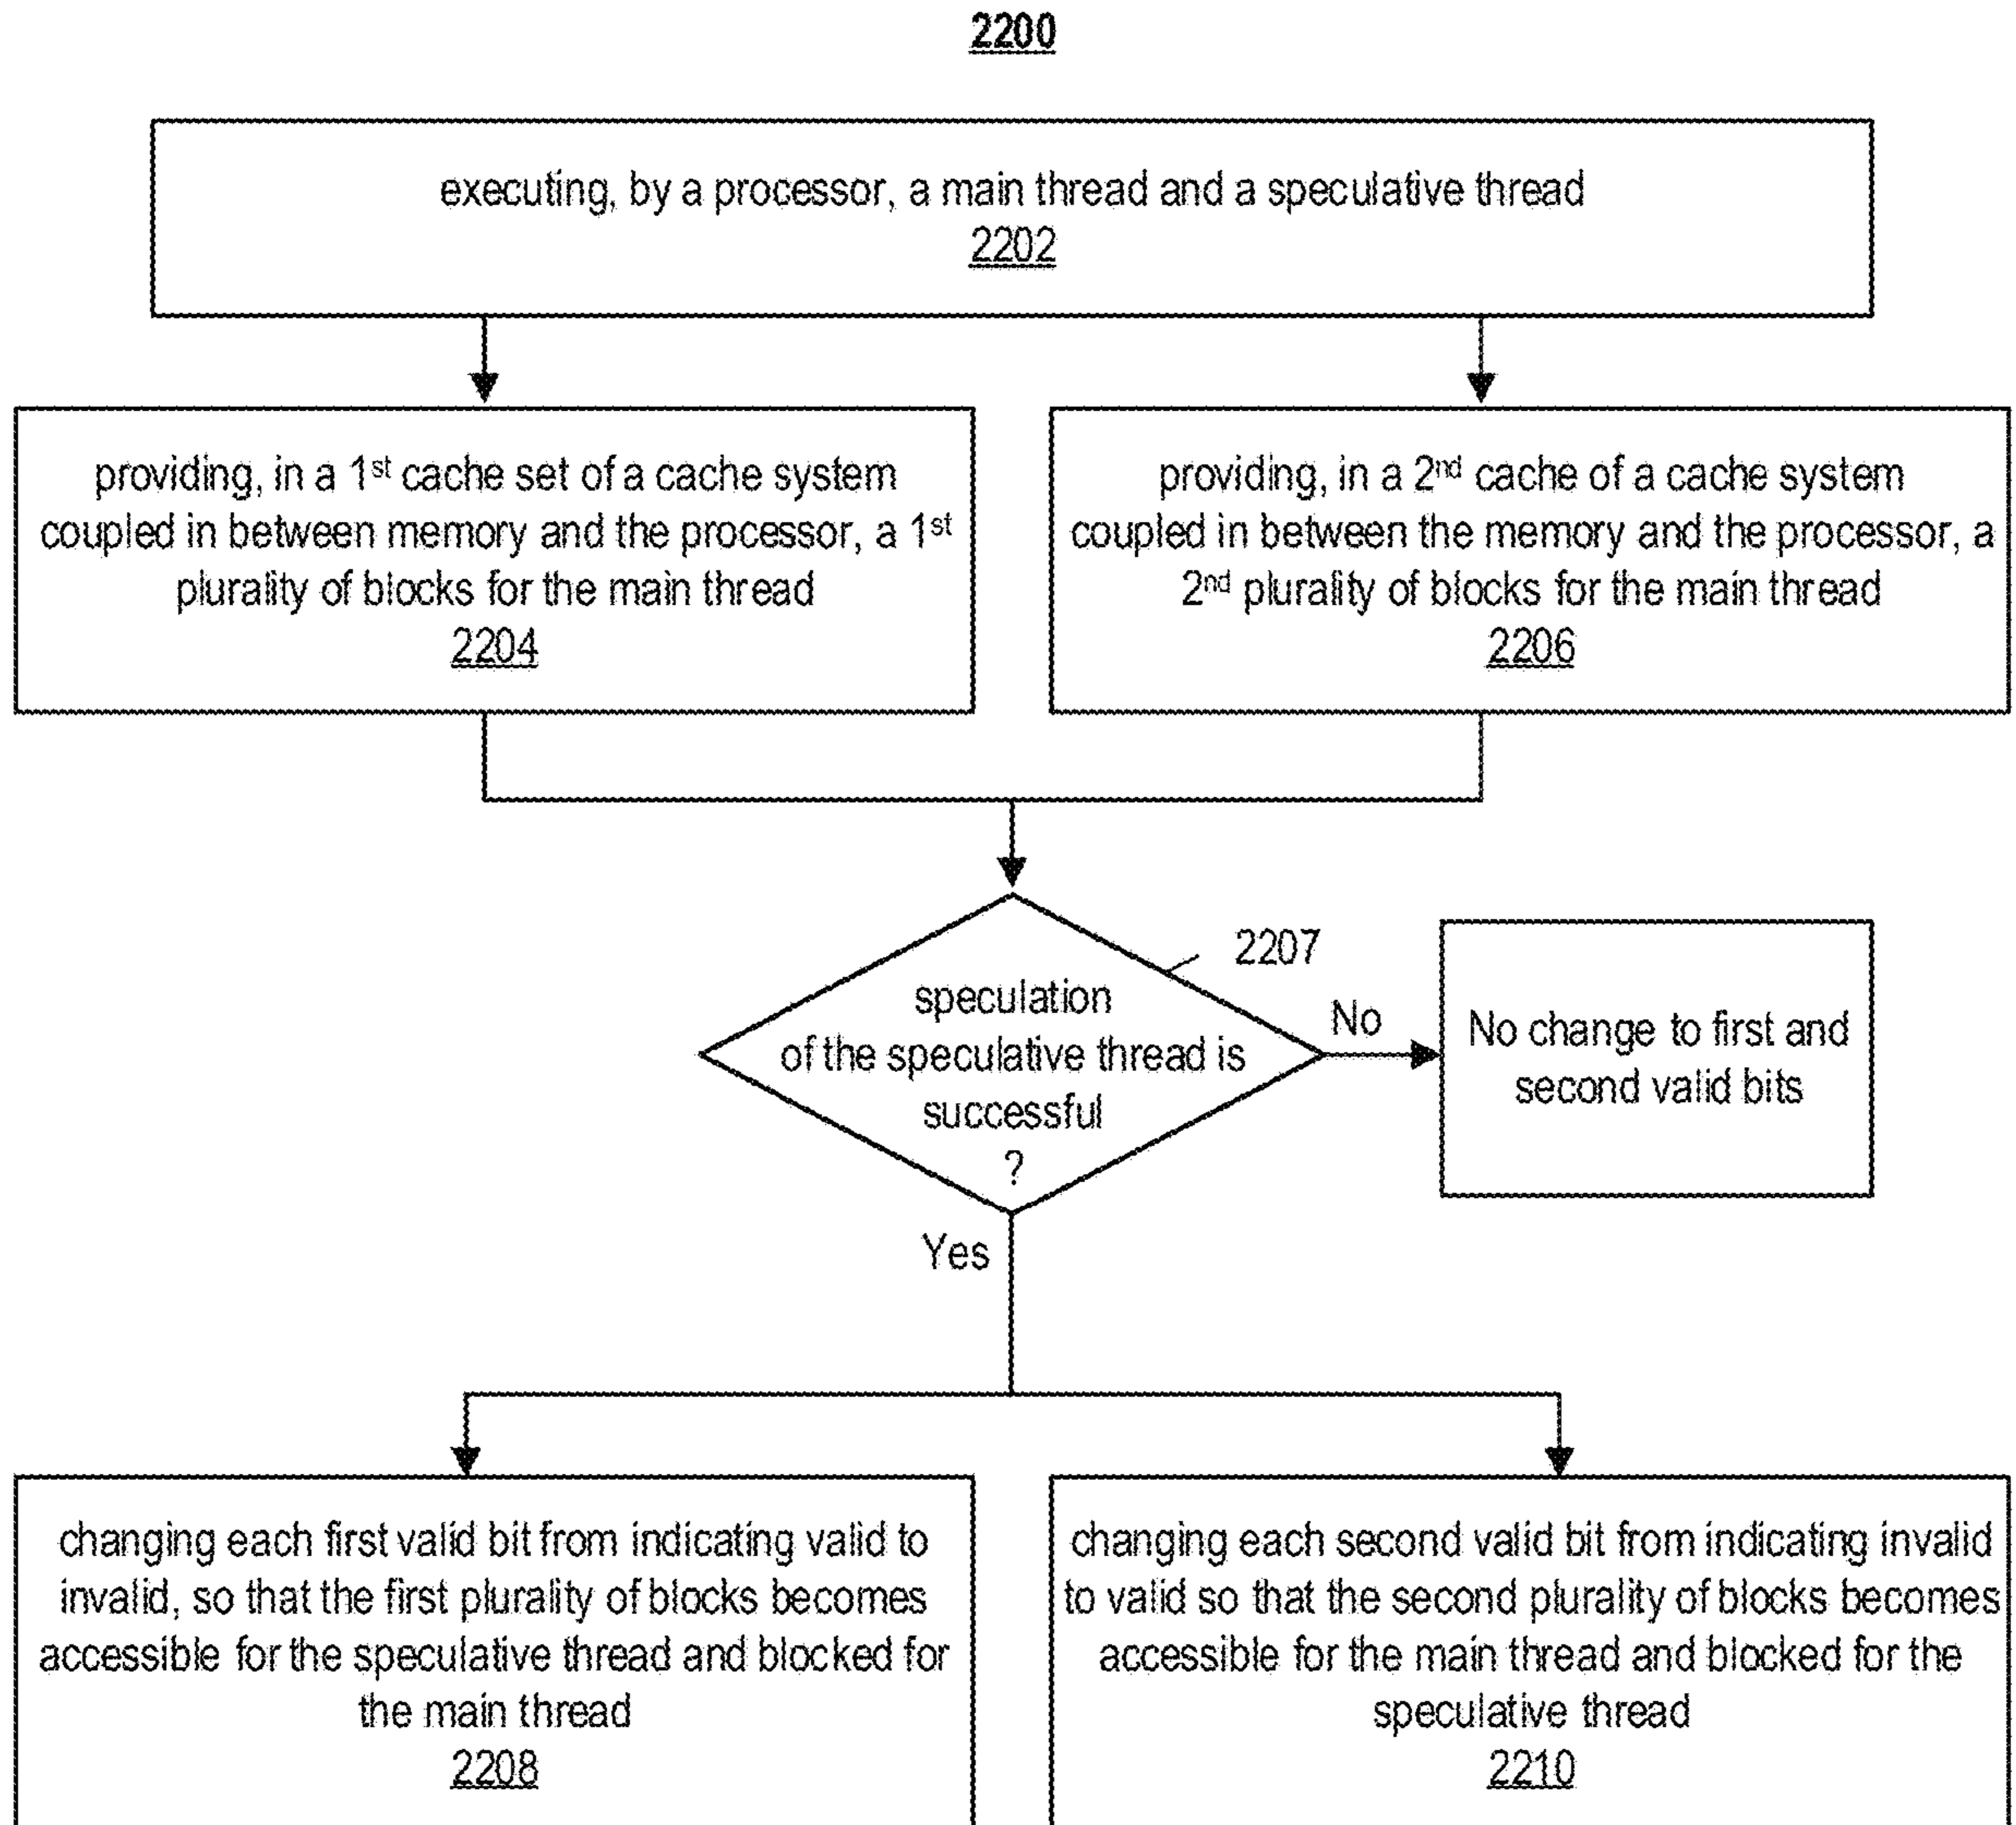 2200
executing, by a processor, a main thread and a speculative thread
2202
providing, in a 1st cache set of a cache system
coupled in between memory and the processor, a 1st
plurality of blocks for the main thread
2204
providing, in a 2nd cache of a cache system
coupled in between the memory and the processor, a
2nd plurality of blocks for the main thread
2206
2207
speculation
of the speculative thread is
successful
?
No
No change to first and
second valid bits
Yes
changing each first valid bit from indicating valid to
invalid, so that the first plurality of blocks becomes
accessible for the speculative thread and blocked for
the main thread
2208
changing each second valid bit from indicating invalid
to valid so that the second plurality of blocks becomes
accessible for the main thread and blocked for the
speculative thread
2210